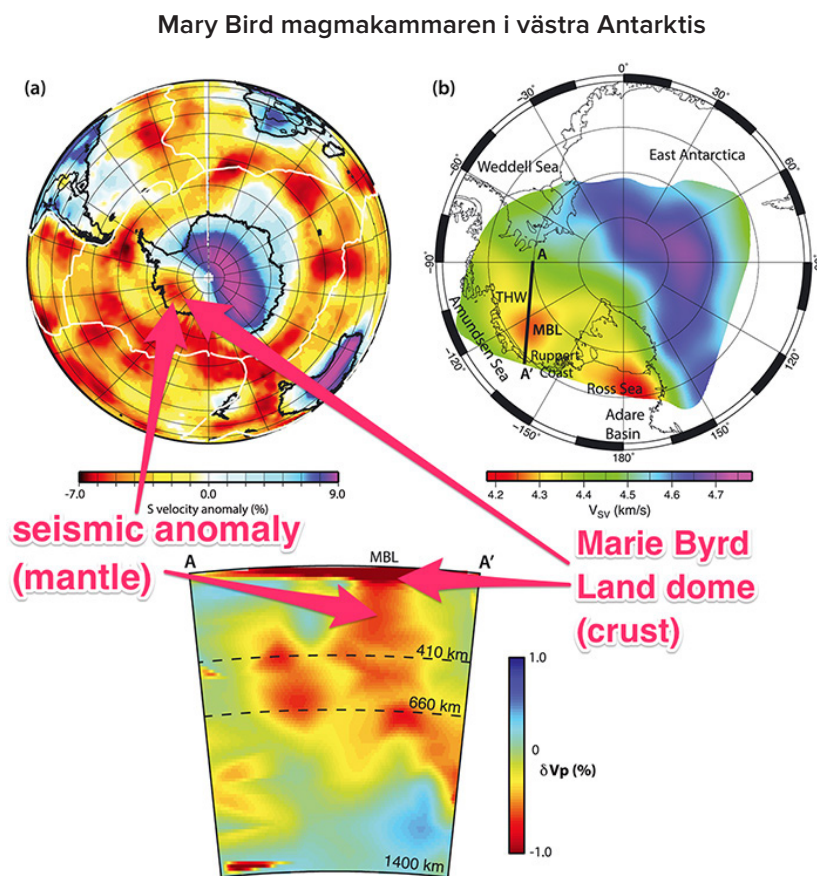 Mary Bird magmakammaren i västra Antarktis
(a)
(b)
0°
-30°
30°
-60°
60°
-90°
-120°
120°
-150°
150°
180°
Weddell Sea
East Antarctica
A
THW
MBL
Amundsen Sea
Ruppert
Coast
A'
Ross Sea
Adare
Basin
-7.0
0.0
9.0
S velocity anomaly (%)
4.2
4.3
4.4
4.5
4.6
4.7
VSV (km/s)
seismic anomaly
(mantle)
Marie Byrd
Land dome
(crust)
A
MBL
A'
410 km
660 km
1400 km
1.0
0
δVp (%)
-1.0